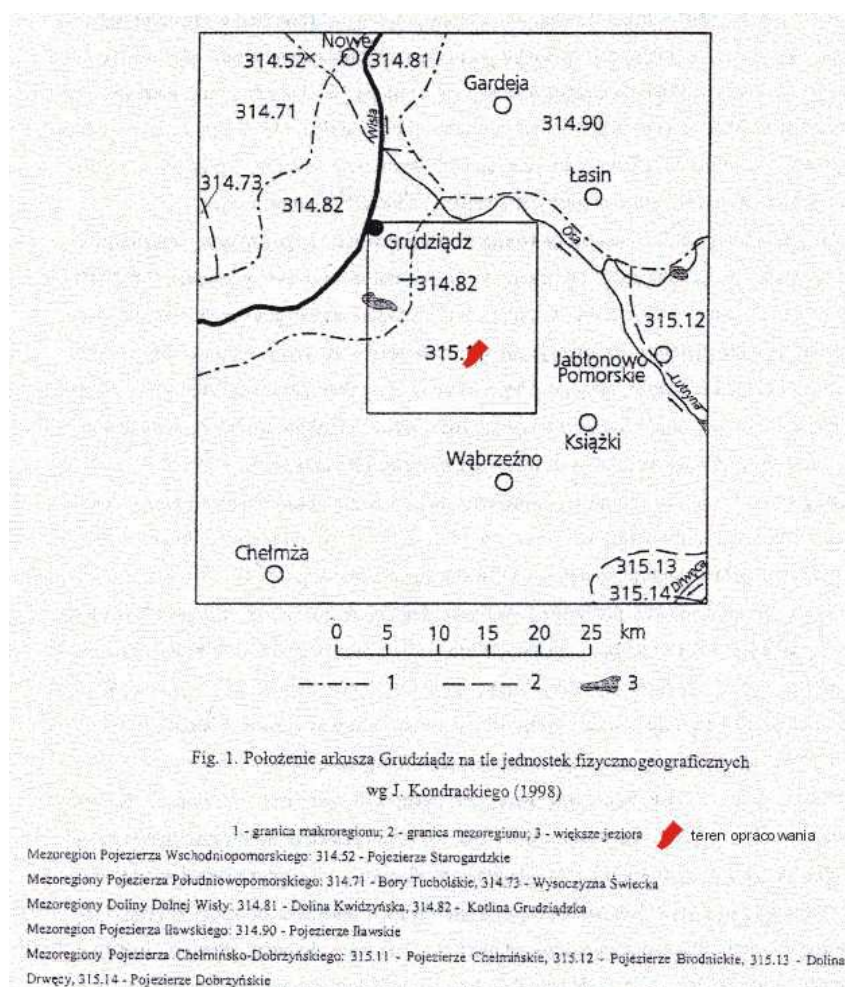 Nowe
314.52
314.81
Gardeja
314.71
314.90
Wisła
Łasin
314.73
314.82
Osa
Grudziądz
314.82
315.12
315.1
Jabłonowo
Pomorskie
Lutryna
Książki
Wąbrzeźno
Chełmża
315.13
Drwęca
315.14
0 5 10 15 20 25 km
1 2 3
Fig. 1. Położenie arkusza Grudziądz na tle jednostek fizycznogeograficznych
wg J. Kondrackiego (1998)
1 - granica makroregionu; 2 - granica mezoregionu; 3 - większe jeziora teren opracowania
Mezoregion Pojezierza Wschodniopomorskiego: 314.52 - Pojezierze Starogardzkie
Mezoregiony Pojezierza Południowopomorskiego: 314.71 - Bory Tucholskie, 314.73 - Wysoczyzna Świecka
Mezoregiony Doliny Dolnej Wisły: 314.81 - Dolina Kwidzyńska, 314.82 - Kotlina Grudziądzka
Mezoregion Pojezierza Iławskiego: 314.90 - Pojezierze Iławskie
Mezoregiony Pojezierza Chełmińsko-Dobrzyńskiego: 315.11 - Pojezierze Chełmińskie, 315.12 - Pojezierze Brodnickie, 315.13 - Dolina
Drwęcy, 315.14 - Pojezierze Dobrzyńskie